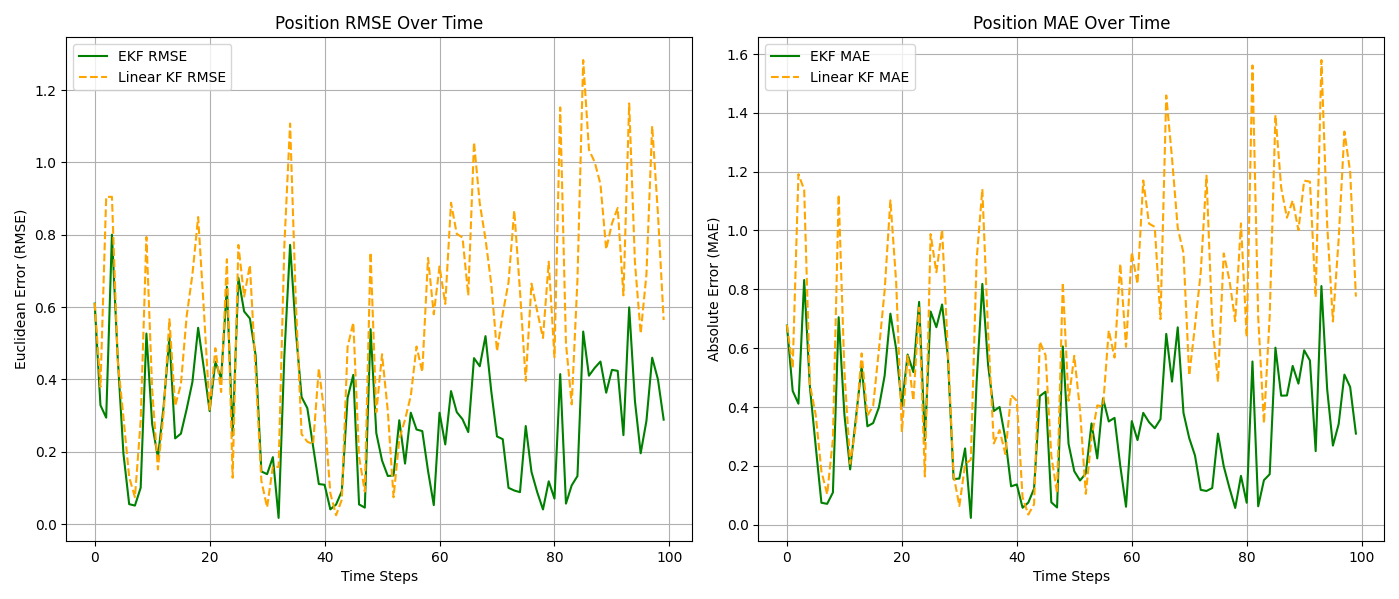 Position RMSE Over Time
EKF RMSE
Linear KF RMSE
Euclidean Error (RMSE)
1.2
1.0
0.8
0.6
0.4
0.2
0.0
0 20 40 60 80 100
Time Steps
Position MAE Over Time
EKF MAE
Linear KF MAE
Absolute Error (MAE)
1.6
1.4
1.2
1.0
0.8
0.6
0.4
0.2
0.0
0 20 40 60 80 100
Time Steps